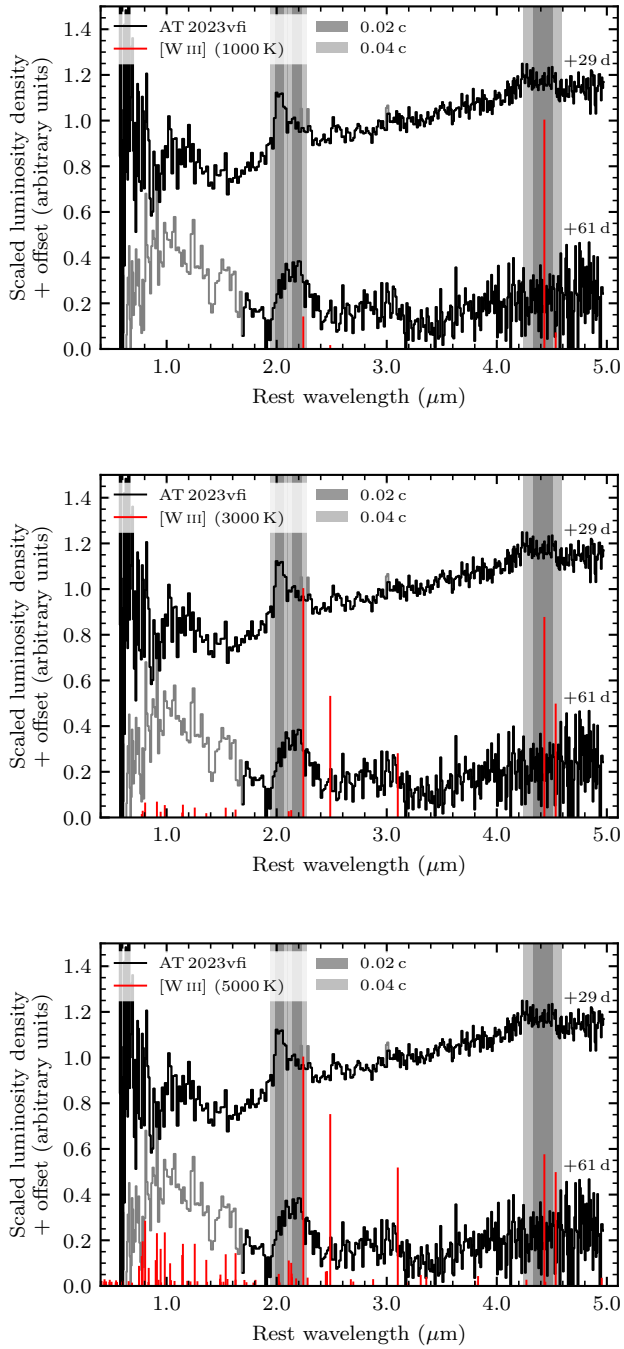 Scaled luminosity density
+ offset (arbitrary units)
1.4
1.2
1.0
0.8
0.6
0.4
0.2
0.0
AT 2023vfi
[W III] (1000 K)
0.02 c
0.04 c
+29 d
+61 d
1.0 2.0 3.0 4.0 5.0
Rest wavelength (μm)
Scaled luminosity density
+ offset (arbitrary units)
1.4
1.2
1.0
0.8
0.6
0.4
0.2
0.0
AT 2023vfi
[W III] (3000 K)
0.02 c
0.04 c
+29 d
+61 d
1.0 2.0 3.0 4.0 5.0
Rest wavelength (μm)
Scaled luminosity density
+ offset (arbitrary units)
1.4
1.2
1.0
0.8
0.6
0.4
0.2
0.0
AT 2023vfi
[W III] (5000 K)
0.02 c
0.04 c
+29 d
+61 d
1.0 2.0 3.0 4.0 5.0
Rest wavelength (μm)